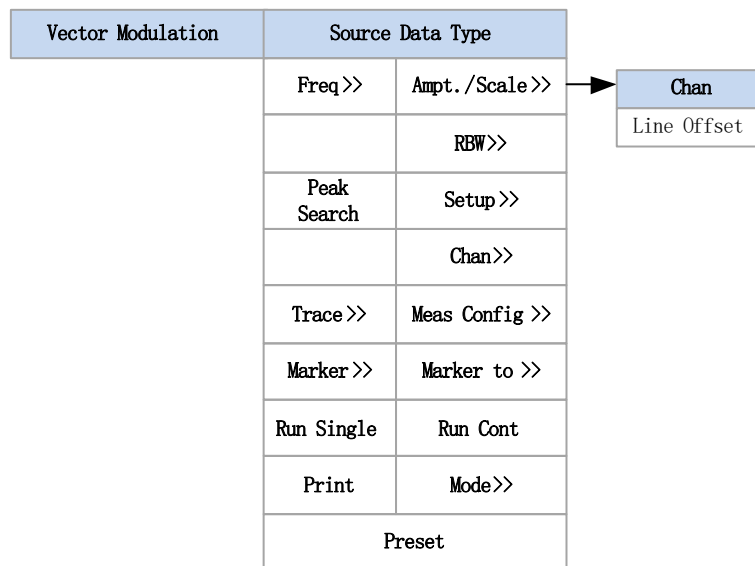 Vector Modulation
Source Data Type
Freq>>
Ampt./Scale>>
Chan
Line Offset
RBW>>
Peak
Search
Setup>>
Chan>>
Trace>>
Meas Config >>
Marker>>
Marker to >>
Run Single
Run Cont
Print
Mode>>
Preset